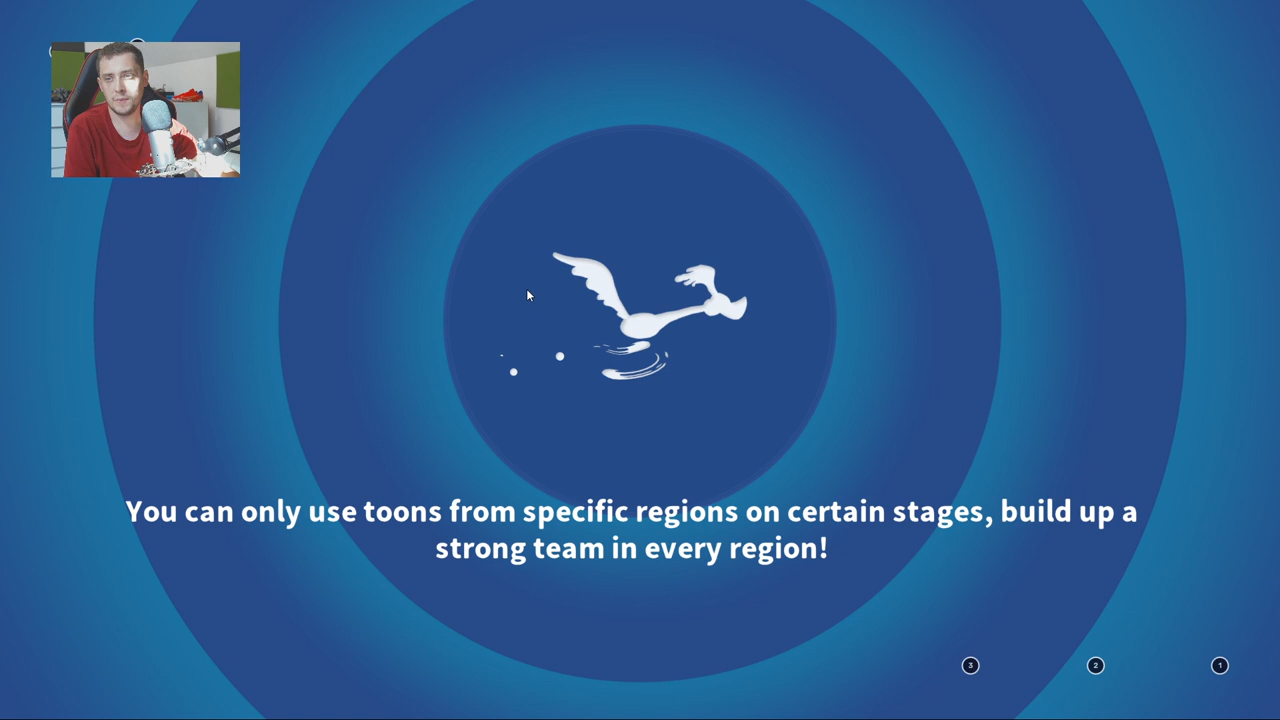 You can only use toons from specific regions on certain stages, build up a
strong team in every region!
3
2
1